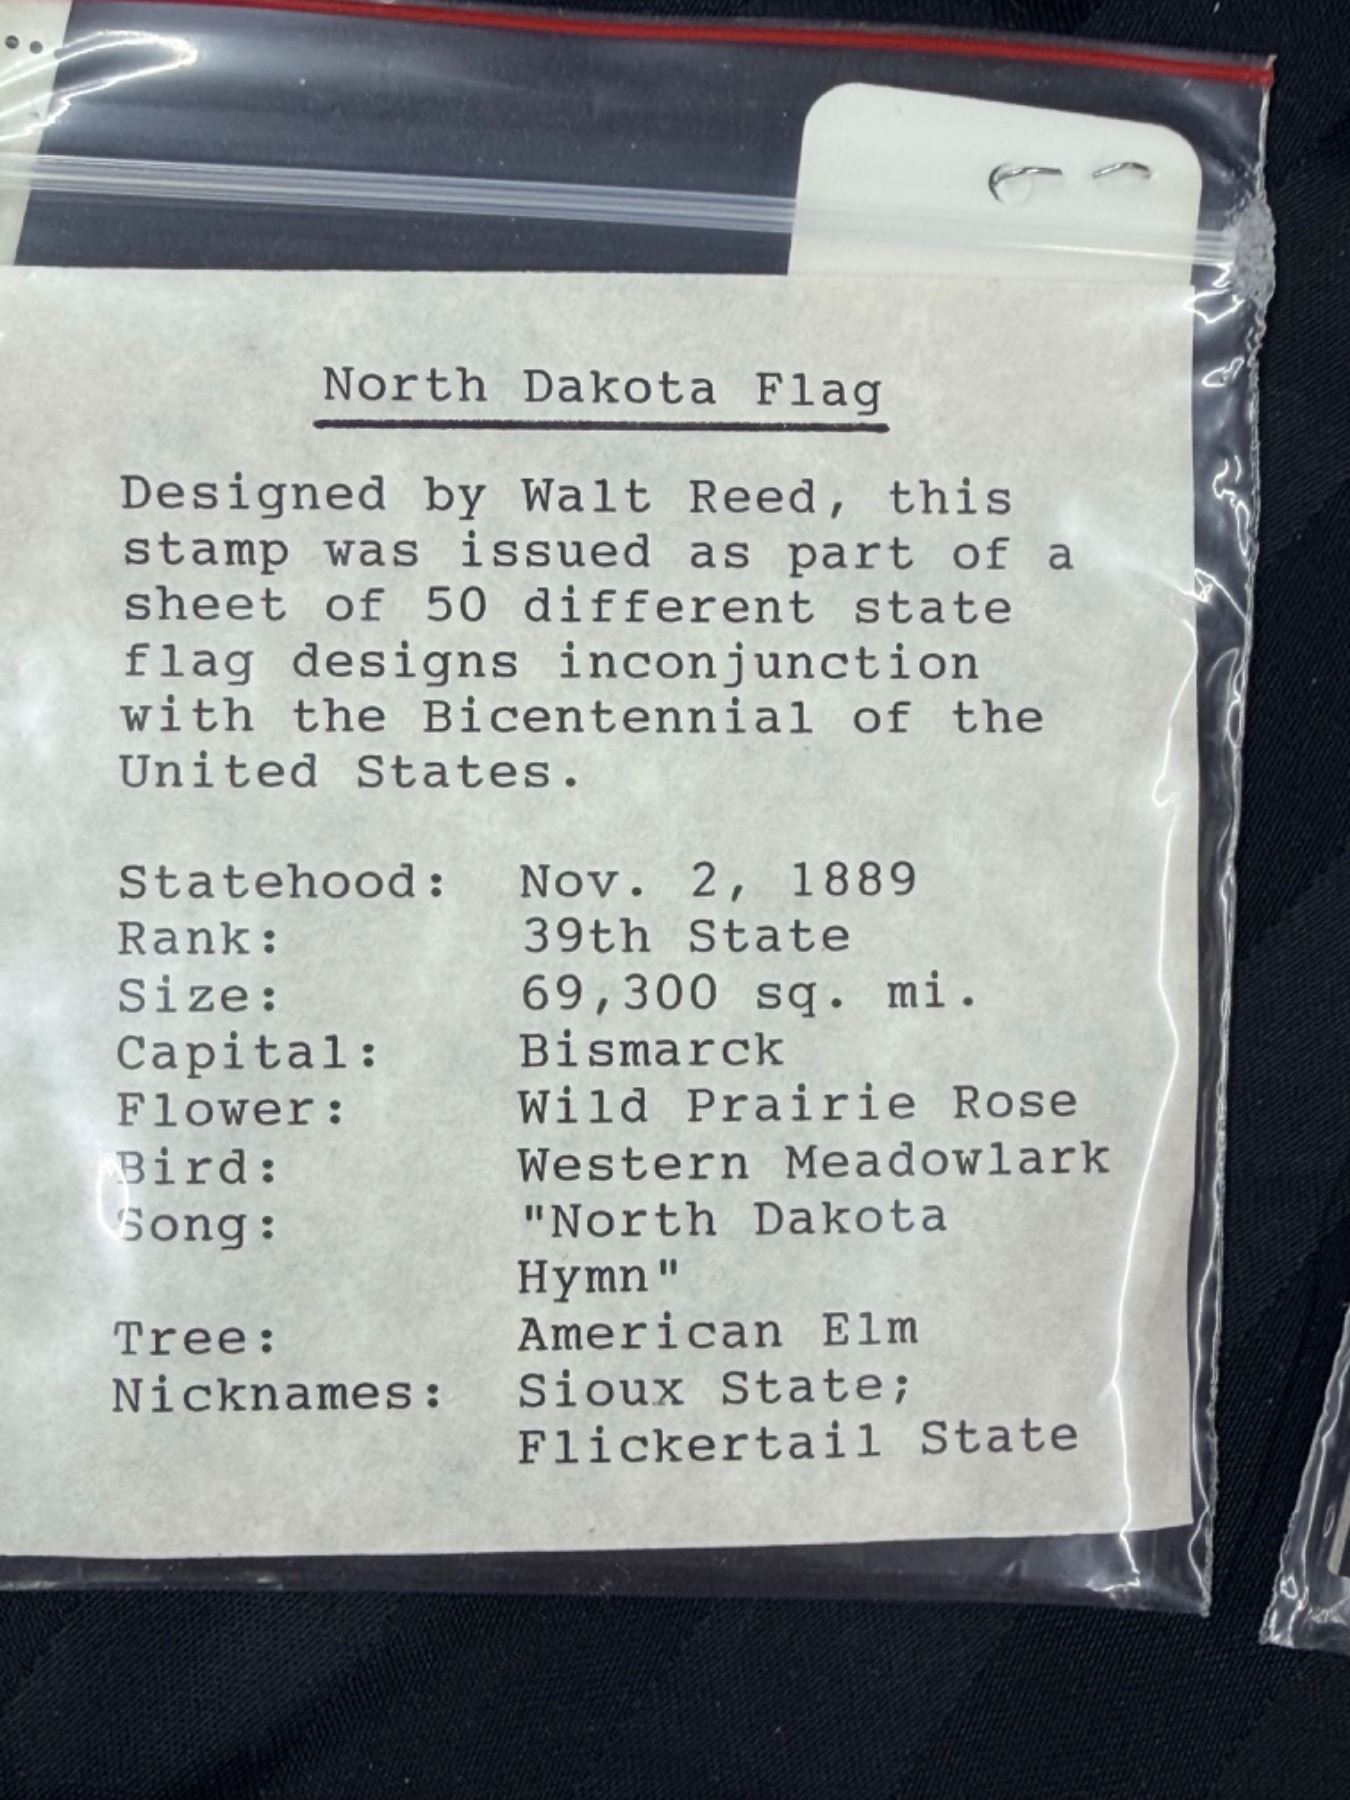 North Dakota Flag
Designed by Walt Reed, this
stamp was issued as part of a
sheet of 50 different state
flag designs inconjunction
with the Bicentennial of the
United States.
Statehood: Nov. 2, 1889
Rank: 39th State
Size: 69,300 sq. mi.
Capital: Bismarck
Flower: Wild Prairie Rose
Bird: Western Meadowlark
Song: "North Dakota
Hymn"
Tree: American Elm
Nicknames: Sioux State;
Flickertail State